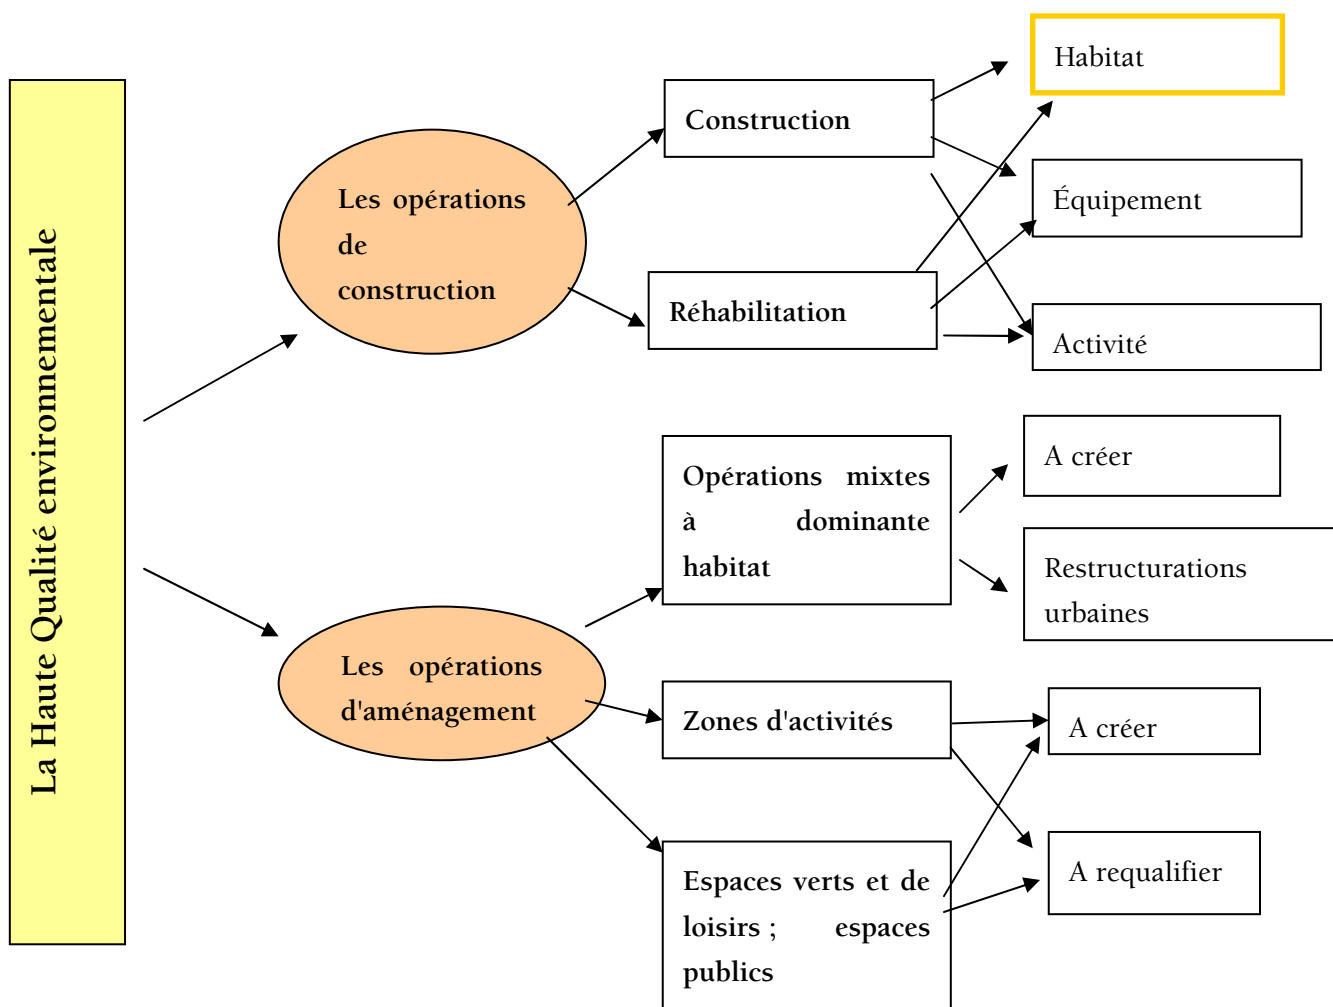 La Haute Qualité environnementale
Les opérations
de
construction
Construction
Réhabilitation
Habitat
Équipement
Activité
Les opérations
d'aménagement
Opérations mixtes
à dominante
habitat
A créer
Restructurations
urbaines
Zones d'activités
A créer
A requalifier
Espaces verts et de
loisirs ; espaces
publics